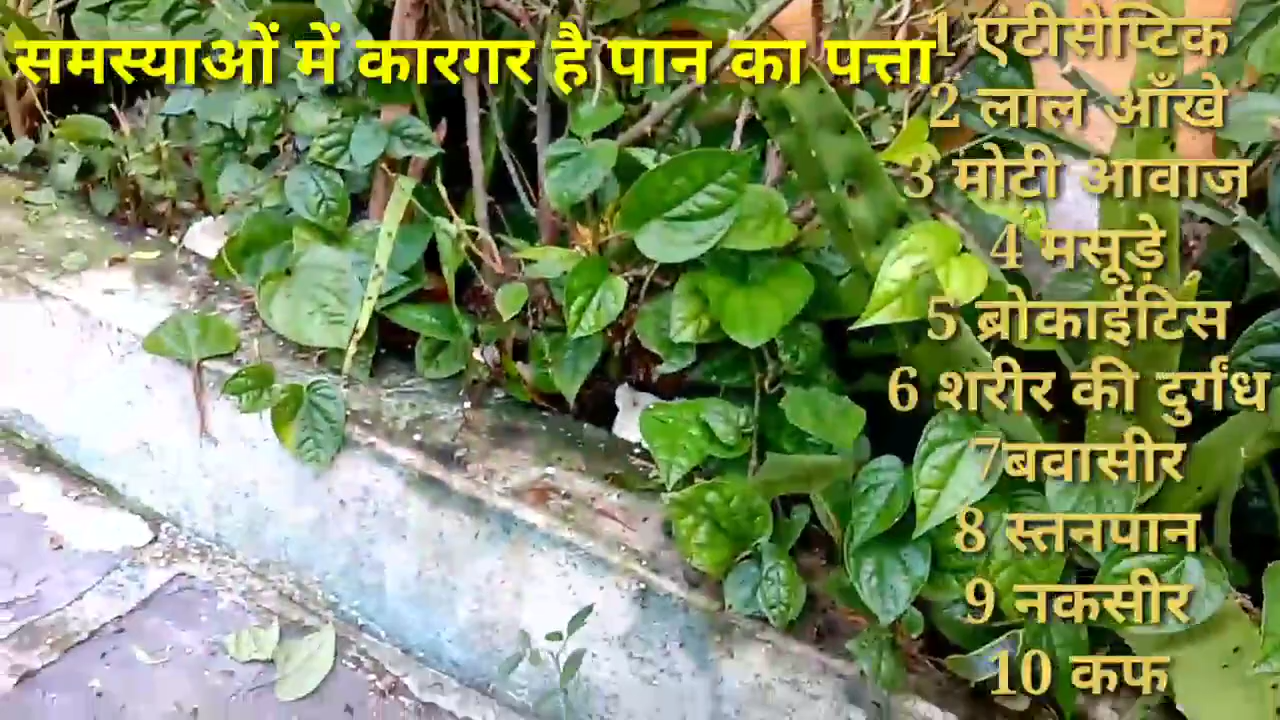 समस्याओं में कारगर है पान का पत्ता
1 एंटीसेप्टिक
2 लाल आँखे
3 मोटी आवाज़
4 मसूड़े
5 ब्रोकाईटिस
6 शरीर की दुर्गंध
7बवासीर
8 स्तनपान
9 नकसीर
10 कफ